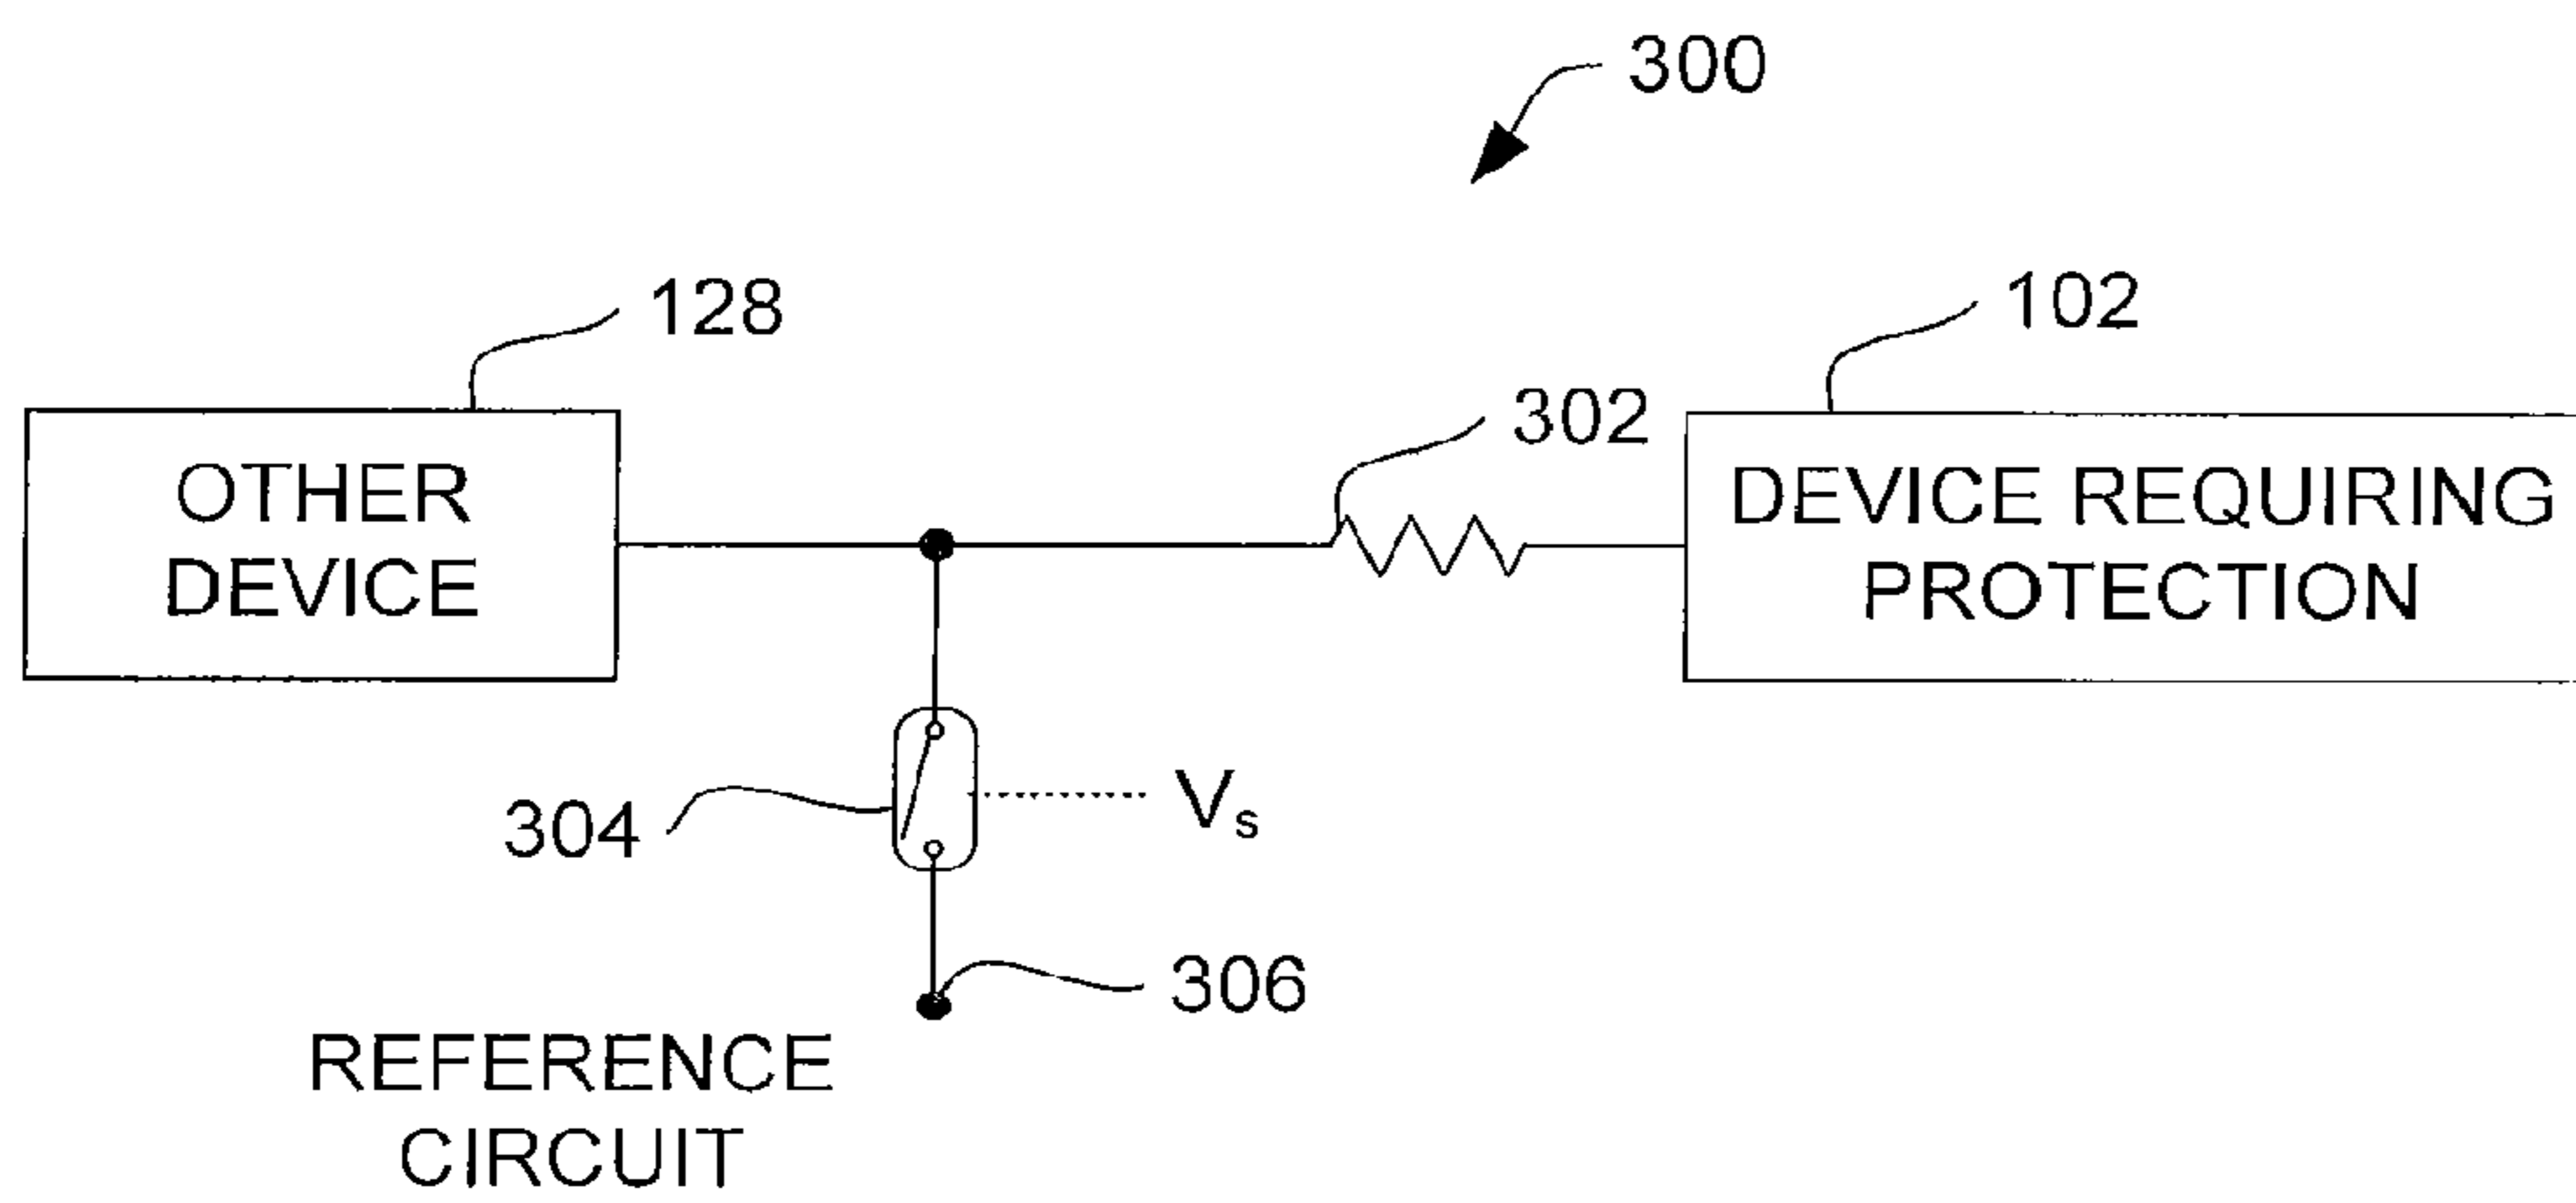 300
128
102
302
OTHER
DEVICE
DEVICE REQUIRING
PROTECTION
304
Vs
306
REFERENCE
CIRCUIT